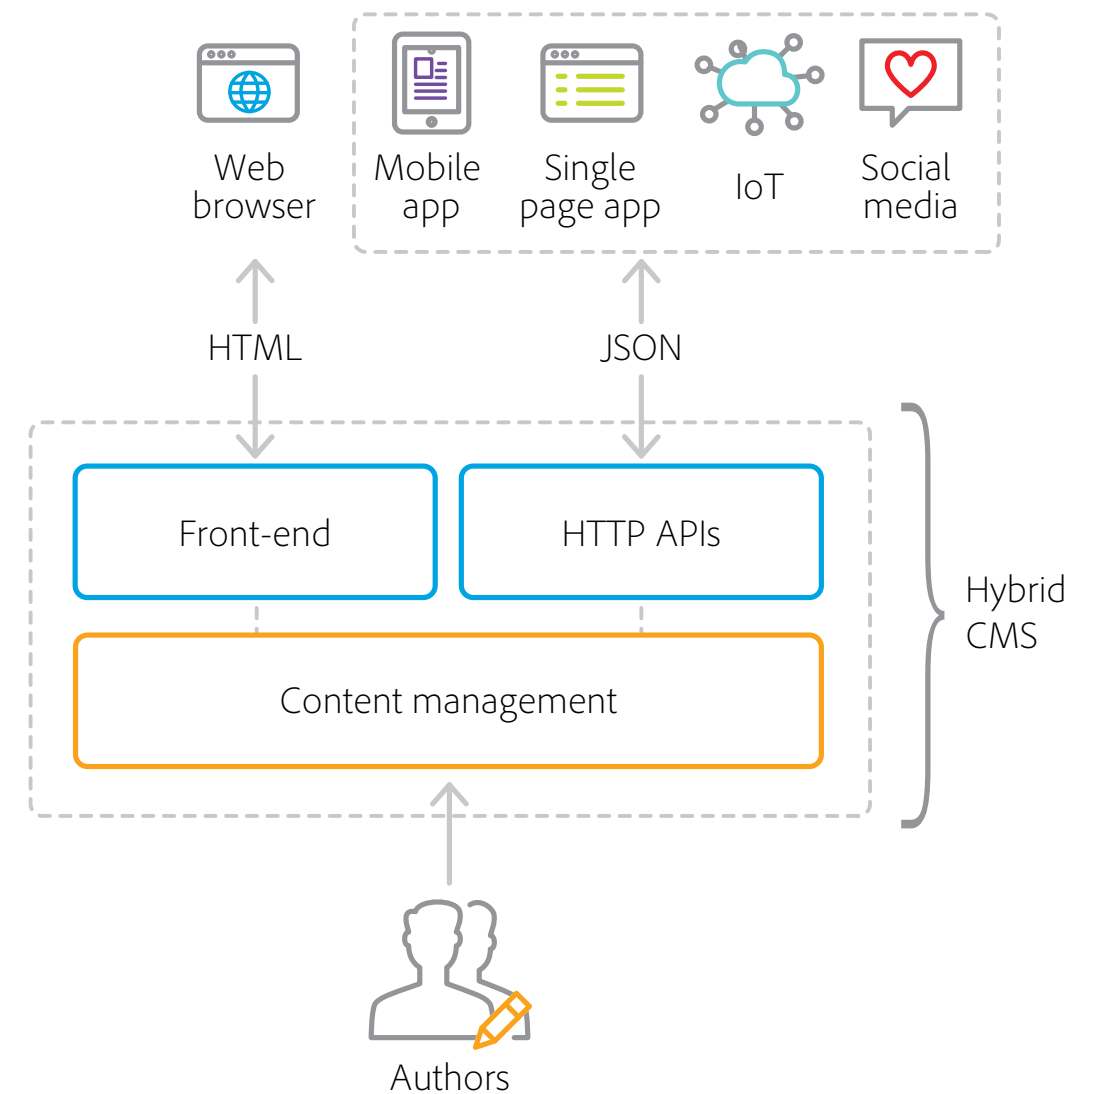 Web
browser
Mobile
app
Single
page app
IoT
Social
media
HTML
JSON
Front-end
HTTP APIs
Hybrid
CMS
Content management
Authors